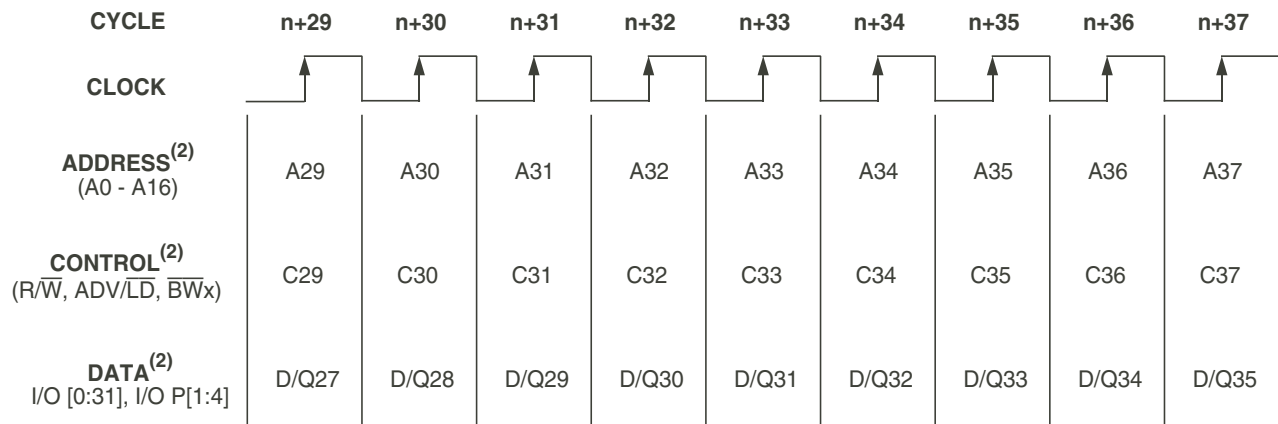 CYCLE n+29 n+30 n+31 n+32 n+33 n+34 n+35 n+36 n+37
CLOCK
ADDRESS(2)
(A0 - A16) A29 A30 A31 A32 A33 A34 A35 A36 A37
CONTROL(2)
(R/W̅, ADV/L̅D̅, B̅W̅x) C29 C30 C31 C32 C33 C34 C35 C36 C37
DATA(2)
I/O [0:31], I/O P[1:4] D/Q27 D/Q28 D/Q29 D/Q30 D/Q31 D/Q32 D/Q33 D/Q34 D/Q35